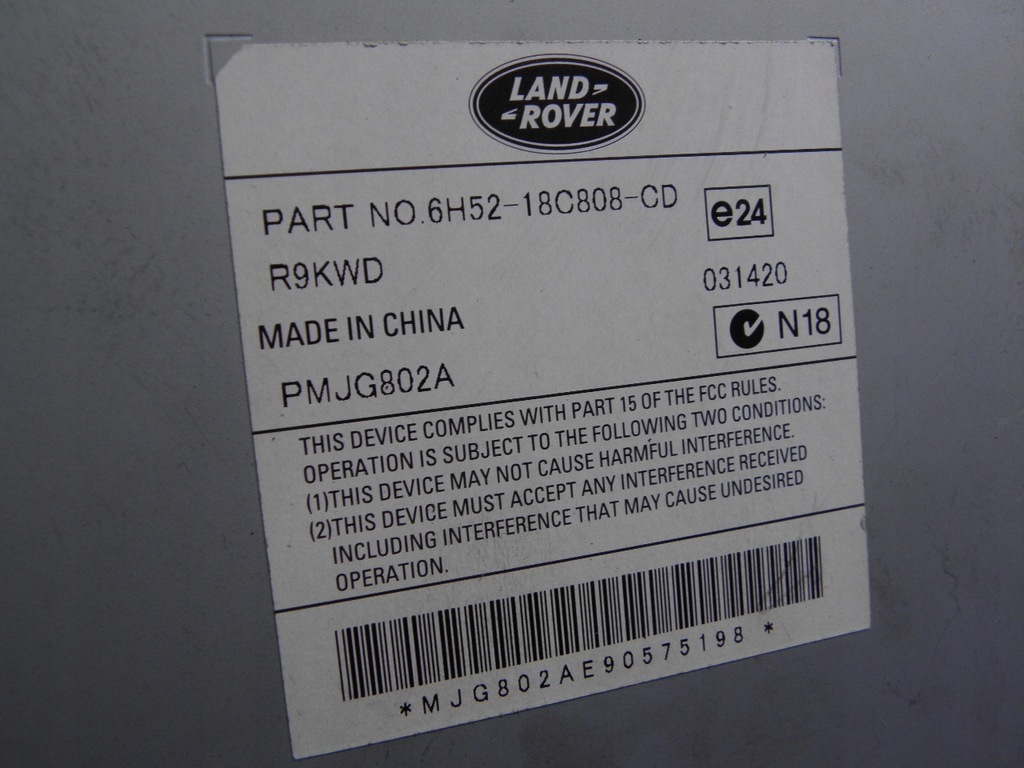 LAND-
-ROVER
PART NO.6H52-18C808-CD
e24
R9KWD
031420
MADE IN CHINA
N18
PMJG802A
THIS DEVICE COMPLIES WITH PART 15 OF THE FCC RULES.
OPERATION IS SUBJECT TO THE FOLLOWING TWO CONDITIONS:
(1)THIS DEVICE MAY NOT CAUSE HARMFUL INTERFERENCE.
(2)THIS DEVICE MUST ACCEPT ANY INTERFERENCE RECEIVED
INCLUDING INTERFERENCE THAT MAY CAUSE UNDESIRED
OPERATION.
*MJG802AE90575198*